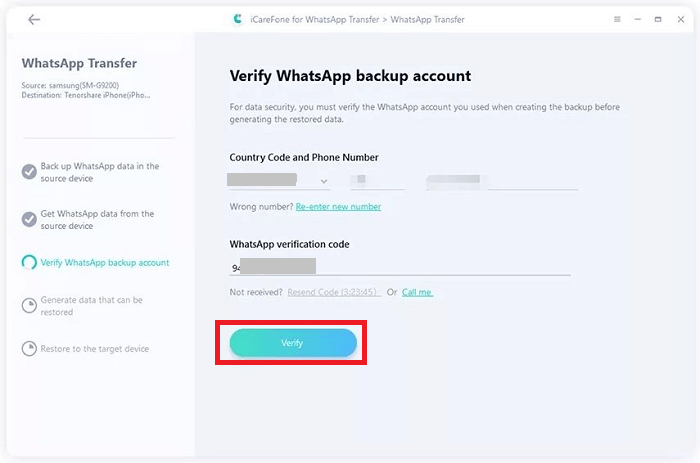 iCareFone for WhatsApp Transfer > WhatsApp Transfer
WhatsApp Transfer
Source: samsung(SM-G9200)
Destination: Tenorshare iPhone(iPho...
Back up WhatsApp data in the
source device
Get WhatsApp data from the
source device
Verify WhatsApp backup account
Generate data that can be
restored
Restore to the target device
Verify WhatsApp backup account
For data security, you must verify the WhatsApp account you used when creating the backup before
generating the restored data.
Country Code and Phone Number
Wrong number? Re-enter new number
WhatsApp verification code
94
Not received? Resend Code (3:23:45) Or Call me.
Verify